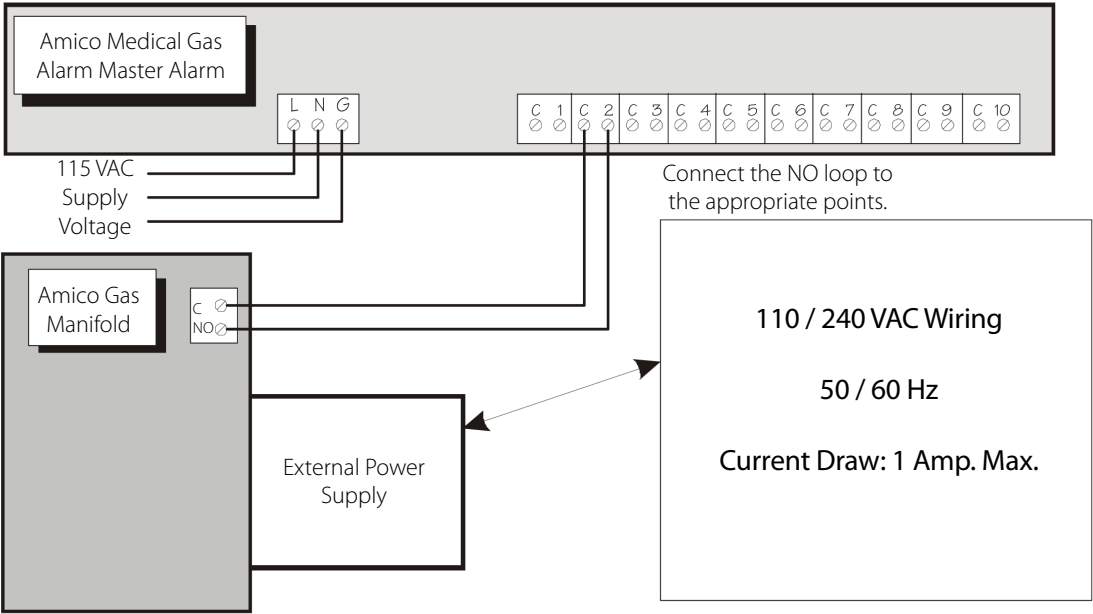 Amico Medical Gas
Alarm Master Alarm
L N G
C 1 C 2 C 3 C 4 C 5 C 6 C 7 C 8 C 9 C 10
115 VAC
Supply
Voltage
Connect the NO loop to
the appropriate points.
Amico Gas
Manifold
C
NO
110 / 240 VAC Wiring
50 / 60 Hz
Current Draw: 1 Amp. Max.
External Power
Supply